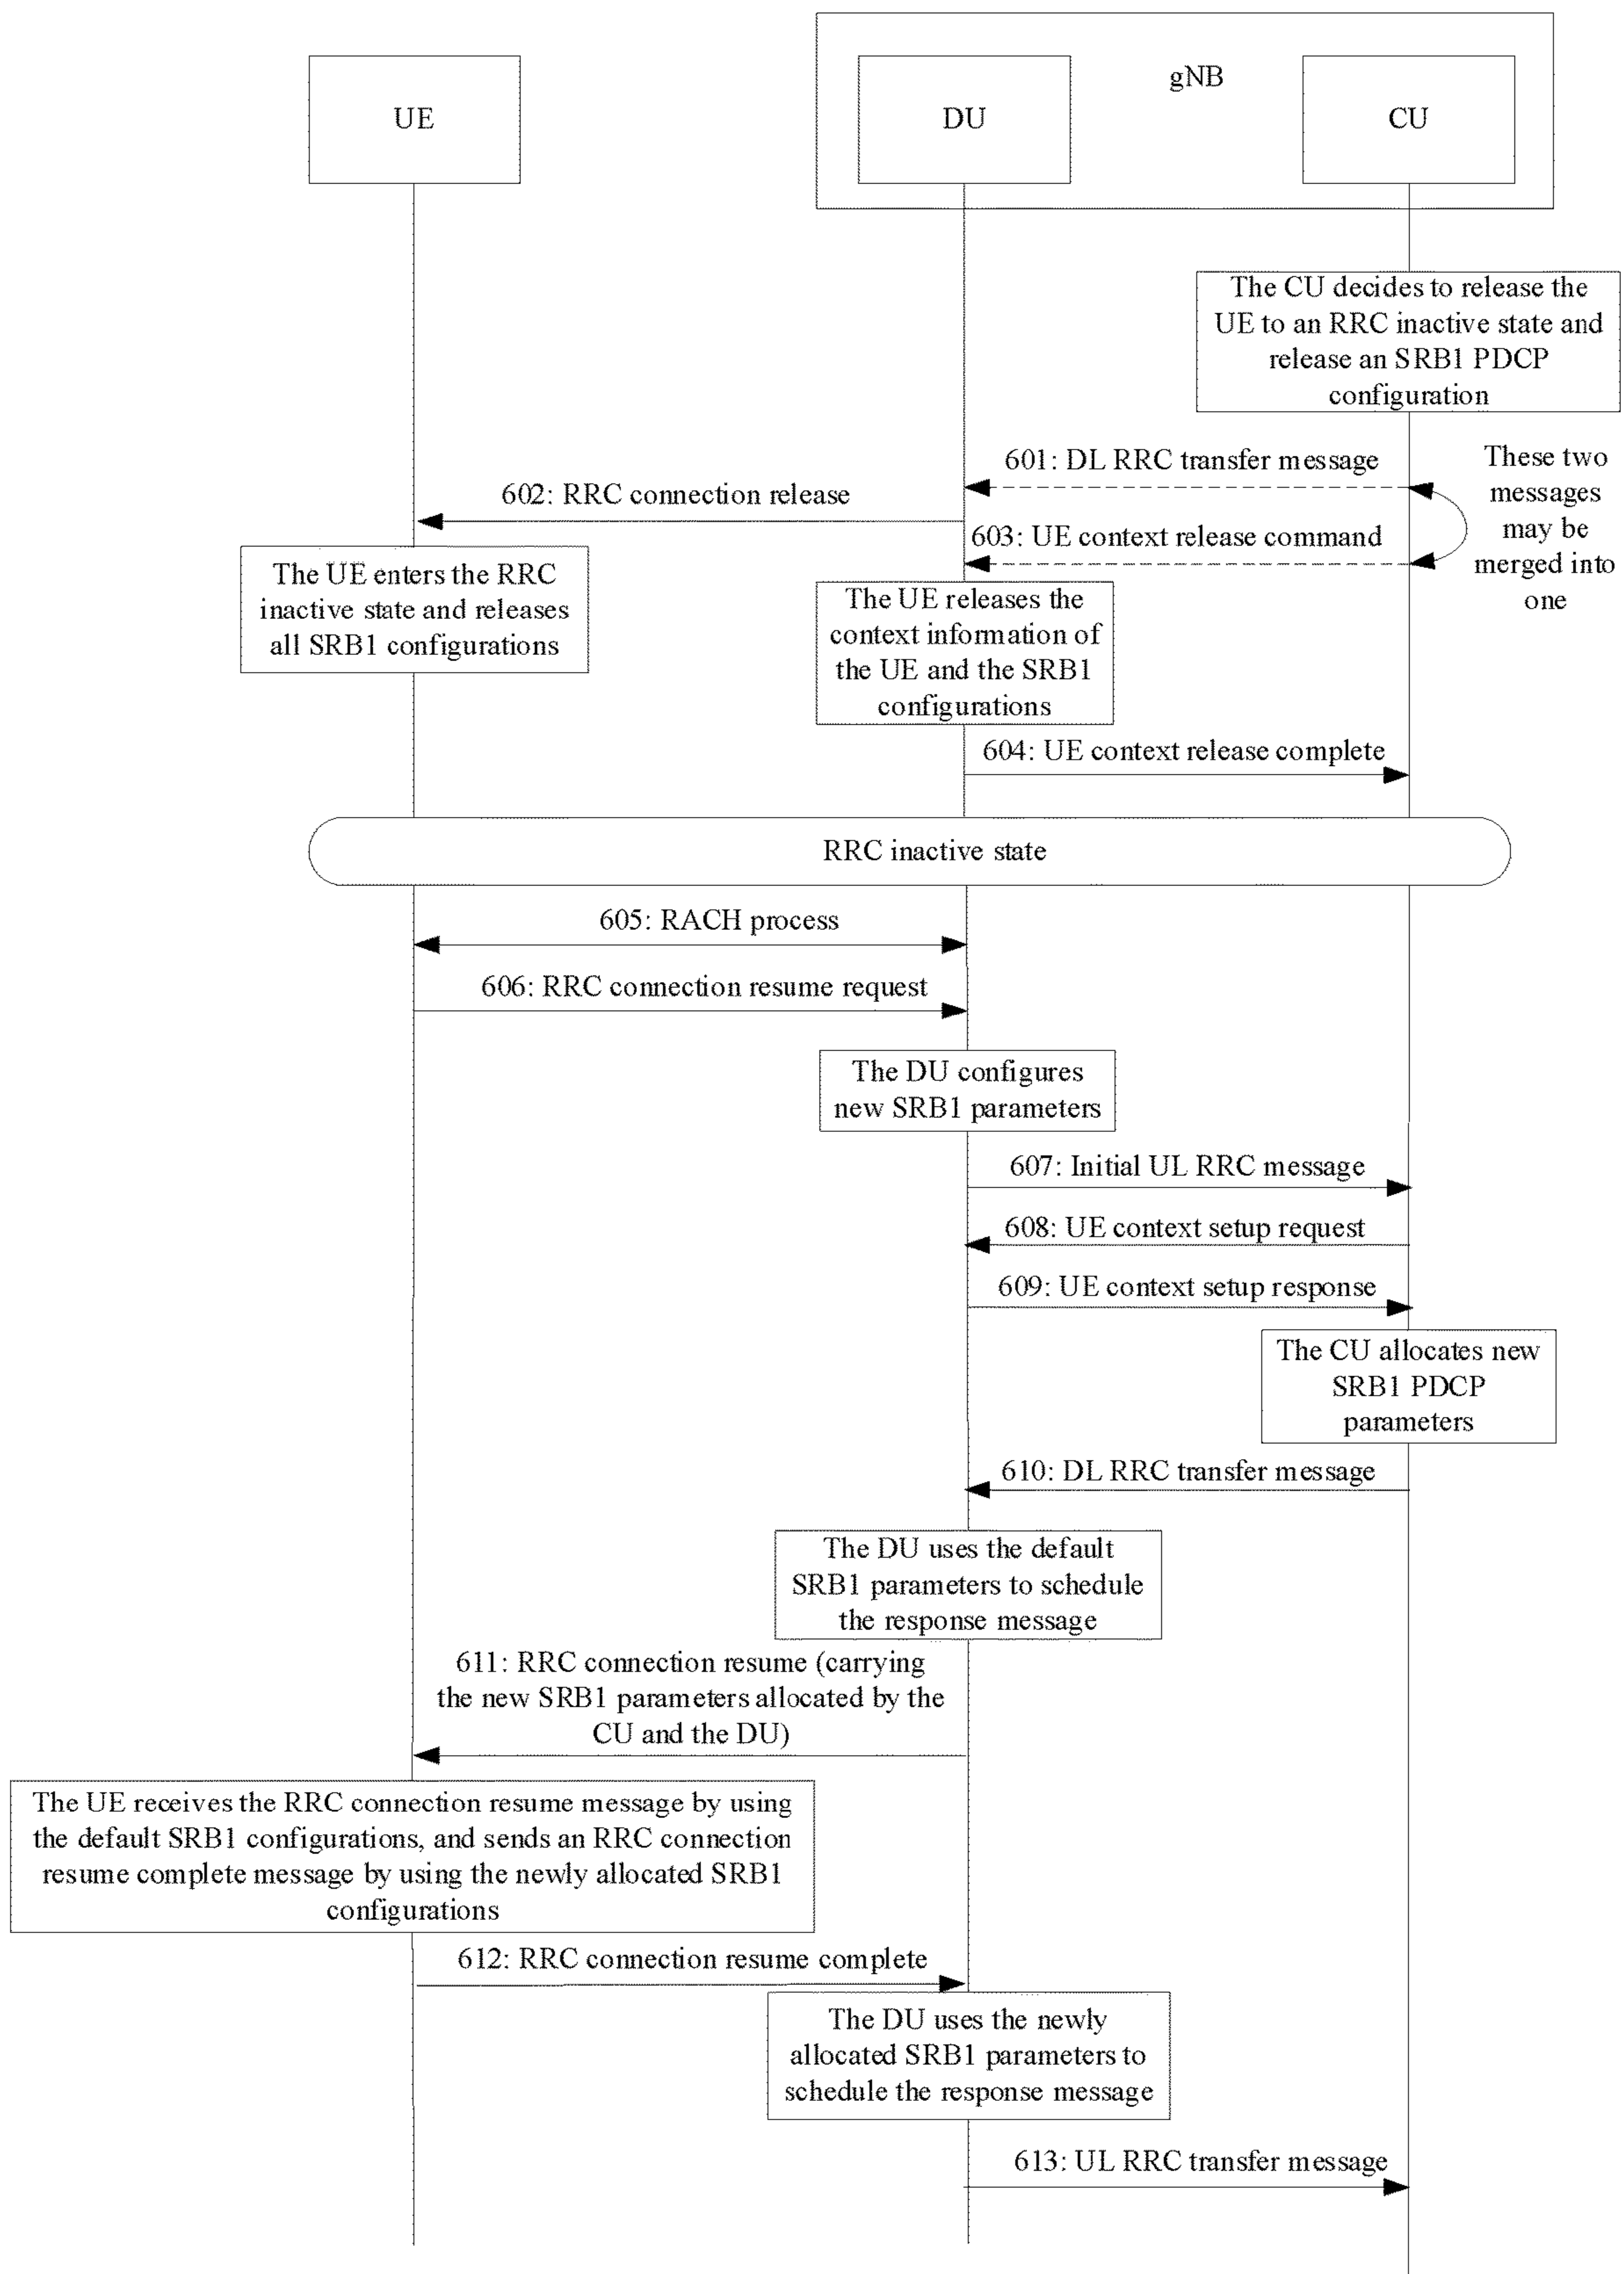 gNB
UE
DU
CU
The CU decides to release the
UE to an RRC inactive state and
release an SRB1 PDCP
configuration
601: DL RRC transfer message
These two
messages
may be
merged into
one
602: RRC connection release
603: UE context release command
The UE enters the RRC
inactive state and releases
all SRB1 configurations
The UE releases the
context information of
the UE and the SRB1
configurations
604: UE context release complete
RRC inactive state
605: RACH process
606: RRC connection resume request
The DU configures
new SRB1 parameters
607: Initial UL RRC message
608: UE context setup request
609: UE context setup response
The CU allocates new
SRB1 PDCP
parameters
610: DL RRC transfer message
The DU uses the default
SRB1 parameters to schedule
the response message
611: RRC connection resume (carrying
the new SRB1 parameters allocated by the
CU and the DU)
The UE receives the RRC connection resume message by using
the default SRB1 configurations, and sends an RRC connection
resume complete message by using the newly allocated SRB1
configurations
612: RRC connection resume complete
The DU uses the newly
allocated SRB1 parameters to
schedule the response message
613: UL RRC transfer message